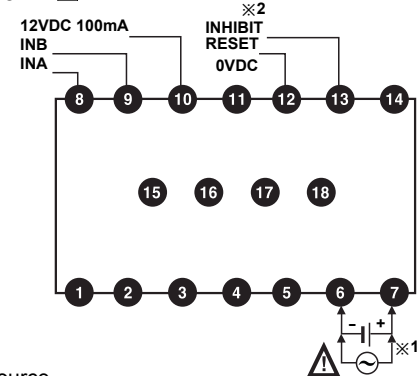 ※2
12VDC 100mA
INHIBIT
RESET
INB
INA
0VDC
8 9 10 11 12 13 14
15 16 17 18
1 2 3 4 5 6 7
- +
※1
!